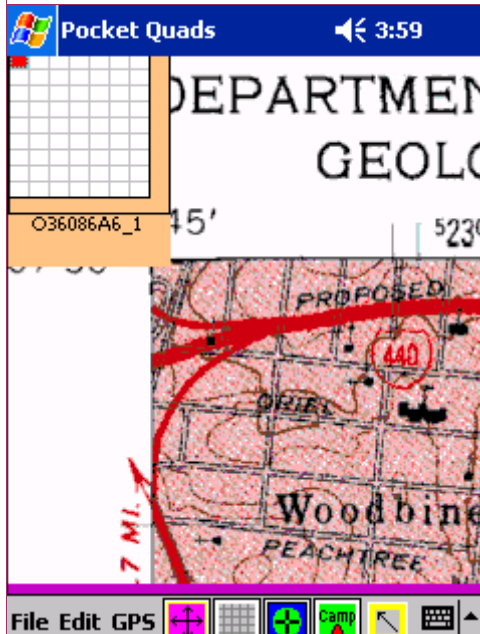 Pocket Quads 3:59
DEPARTMEN
GEOLO
O36086A6_1
45'
523
PROPOSED
440
ORIEL
Woodbine
PEACHTREE
7 MI.
File Edit GPS
Camp